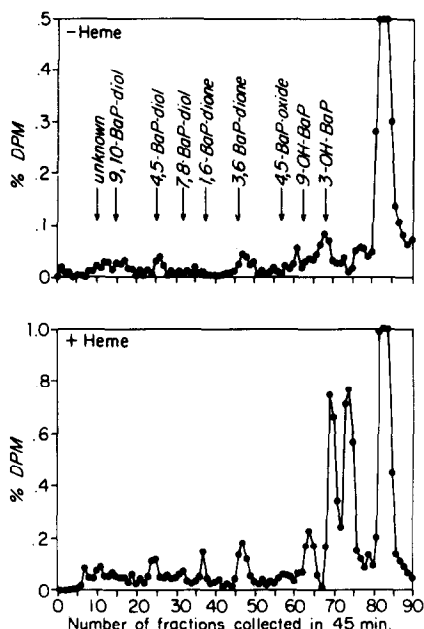 − Heme
.5
.4
.3
.2
.1
0
% DPM
unknown
9,10-BaP-diol
4,5-BaP-diol
7,8-BaP-diol
1,6-BaP-dione
3,6 BaP-dione
4,5-BaP-oxide
9-OH-BaP
3-OH-BaP
+ Heme
1.0
.8
.6
.4
.2
0
% DPM
0 10 20 30 40 50 60 70 80 90
Number of fractions collected in 45 min.